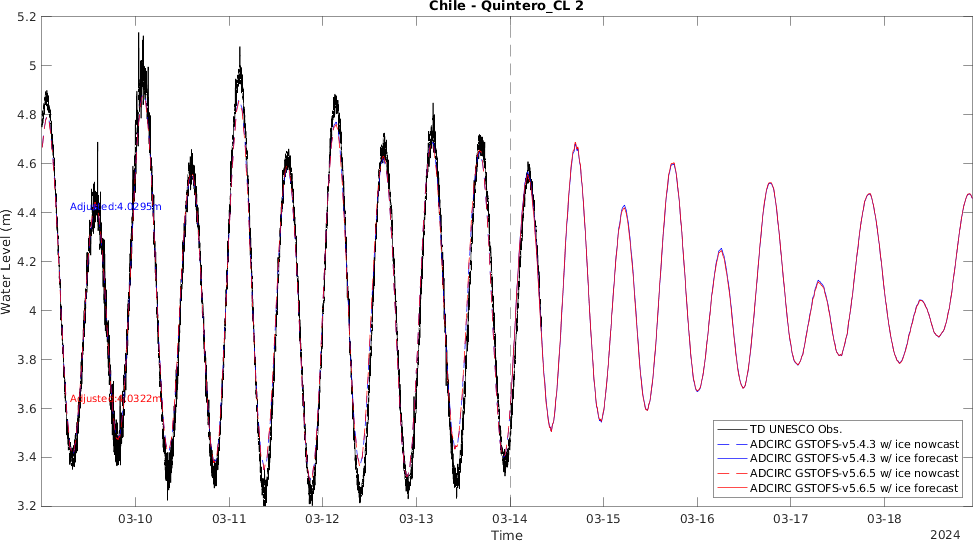 Chile - Quintero_CL 2
5.2
5
4.8
4.6
4.4
4.2
4
3.8
3.6
3.4
3.2
Water Level (m)
Adjusted:4.0295m
Adjusted:4.0322m
TD UNESCO Obs.
ADCIRC GSTOFS-v5.4.3 w/ ice nowcast
ADCIRC GSTOFS-v5.4.3 w/ ice forecast
ADCIRC GSTOFS-v5.6.5 w/ ice nowcast
ADCIRC GSTOFS-v5.6.5 w/ ice forecast
03-10 03-11 03-12 03-13 03-14 03-15 03-16 03-17 03-18
Time
2024